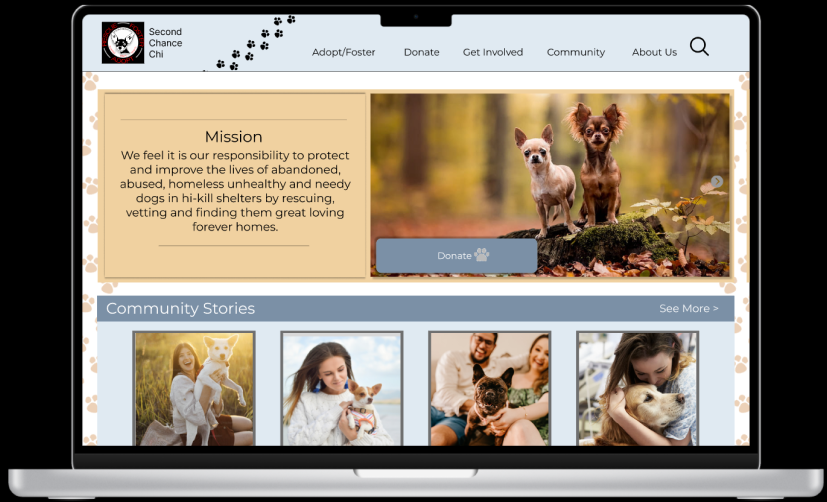 Second
Chance
Chi
Adopt/Foster Donate Get Involved Community About Us
Mission
We feel it is our responsibility to protect
and improve the lives of abandoned,
abused, homeless unhealthy and needy
dogs in hi-kill shelters by rescuing,
vetting and finding them great loving
forever homes.
Donate
Community Stories
See More >